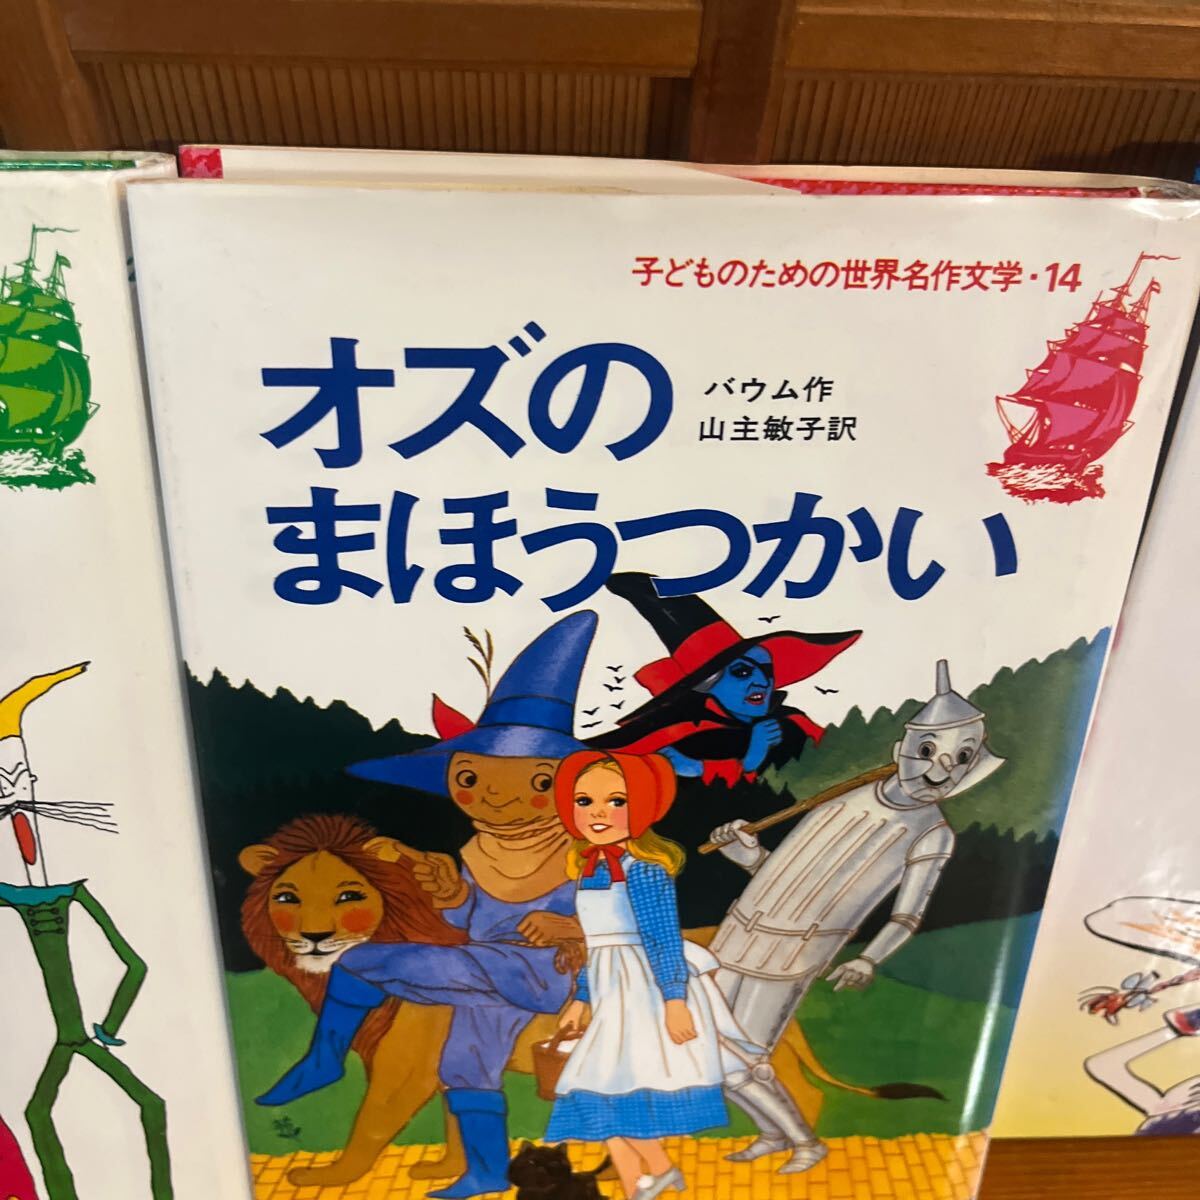 子どものための世界名作文学・14
オズの
まほうつかい
バウム作
山主敏子訳